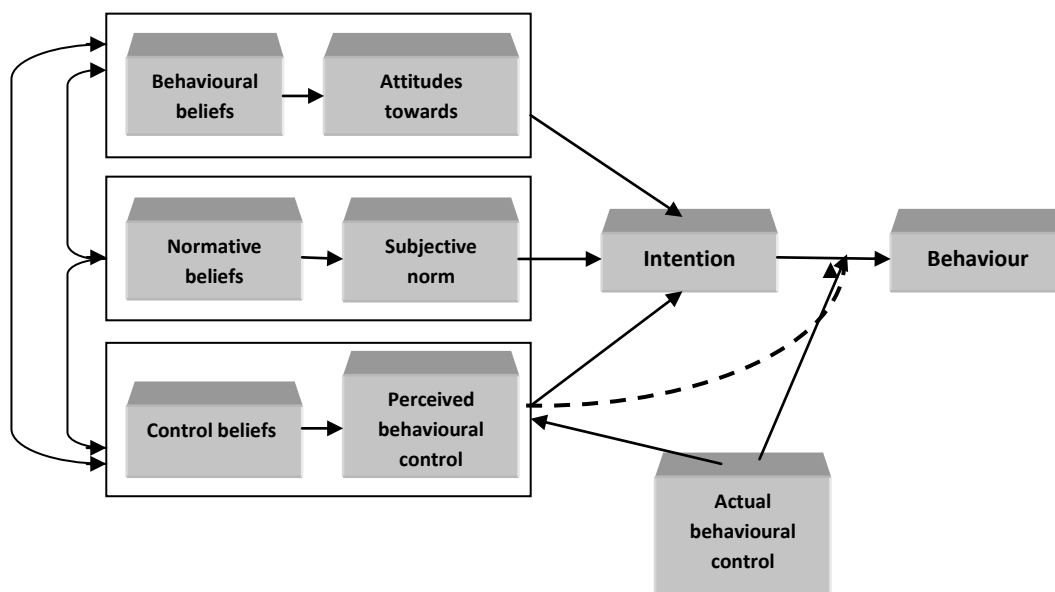 Behavioural
beliefs
Attitudes
towards
Normative
beliefs
Subjective
norm
Intention
Behaviour
Control beliefs
Perceived
behavioural
control
Actual
behavioural
control